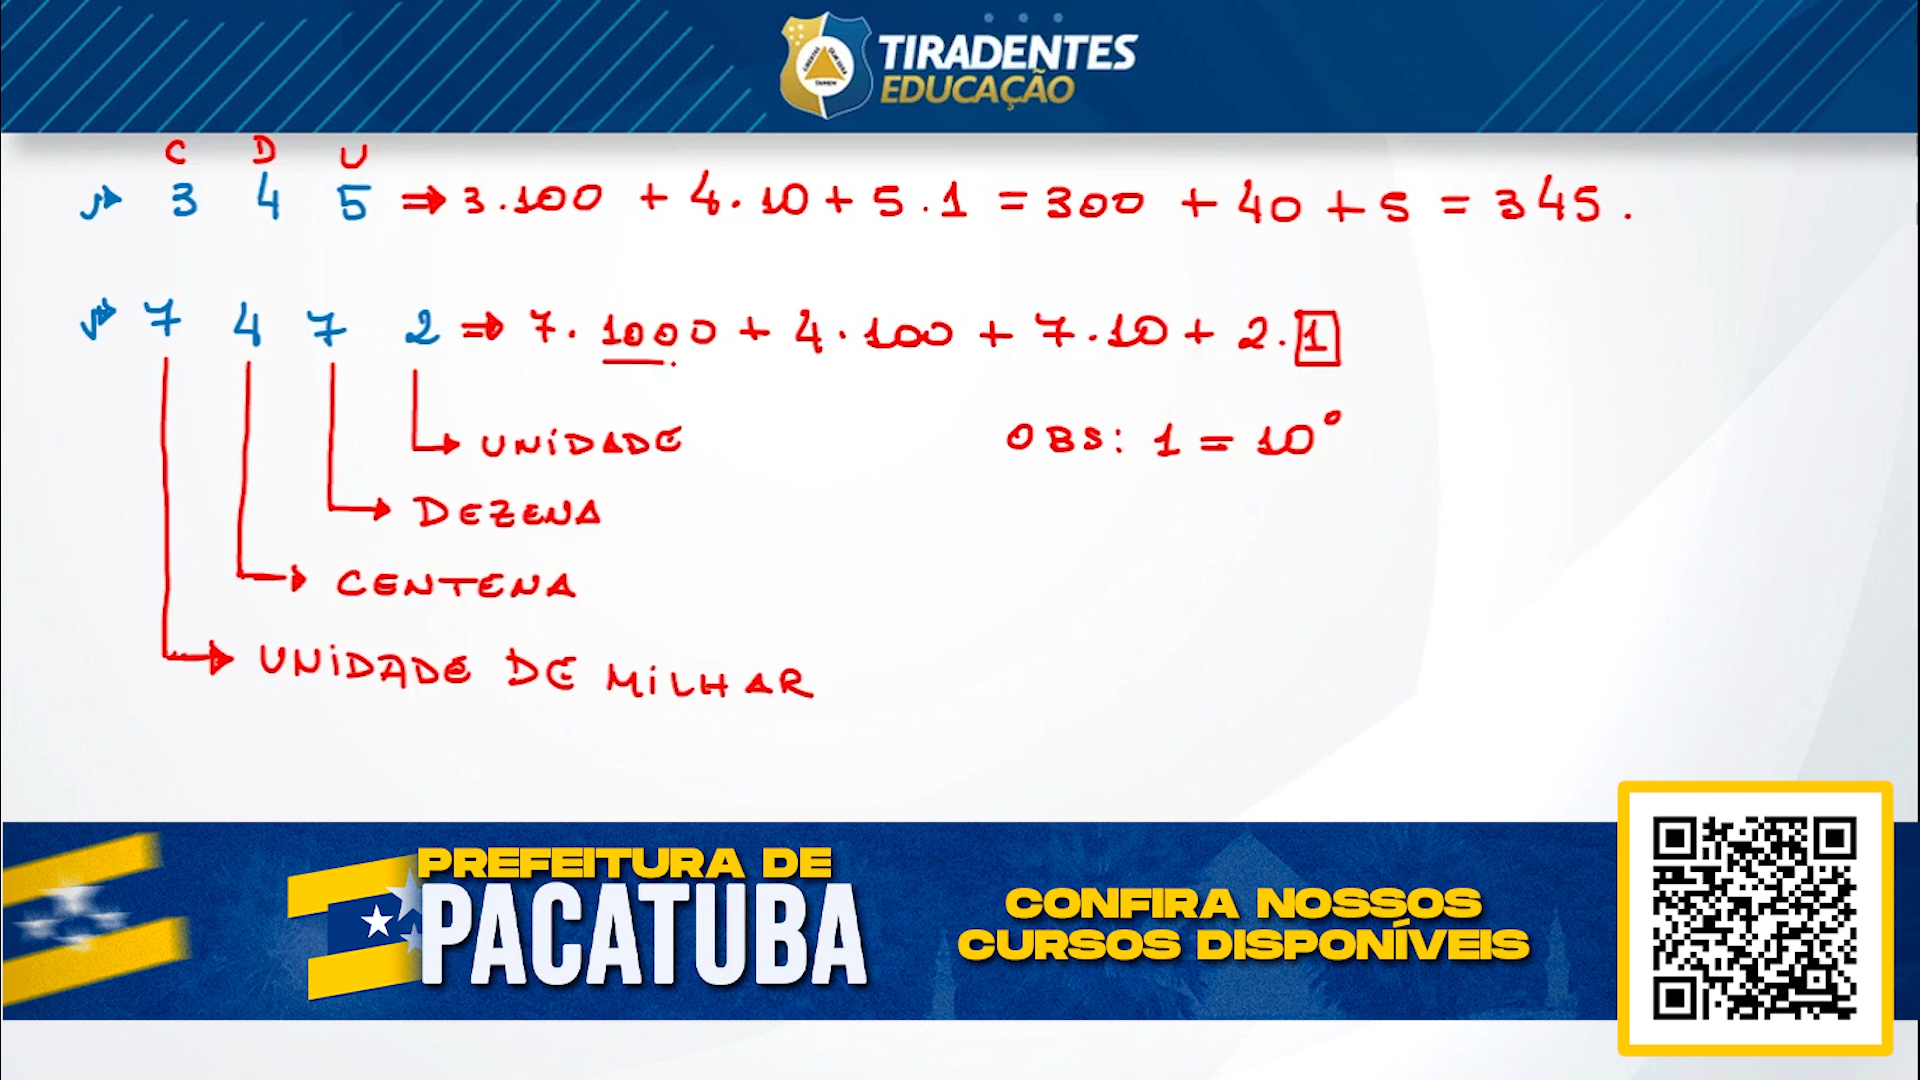 TIRADENTES
EDUCAÇÃO
C D U
3 4 5 ⇒ 3.100 + 4.10 + 5.1 = 300 + 40 + 5 = 345.
7 4 7 2 ⇒ 7.1000 + 4.100 + 7.10 + 2.1
UNIDADE
OBS: 1 = 10⁰
DEZENA
CENTENA
UNIDADE DE MILHAR
PREFEITURA DE
PACATUBA
CONFIRA NOSSOS
CURSOS DISPONÍVEIS